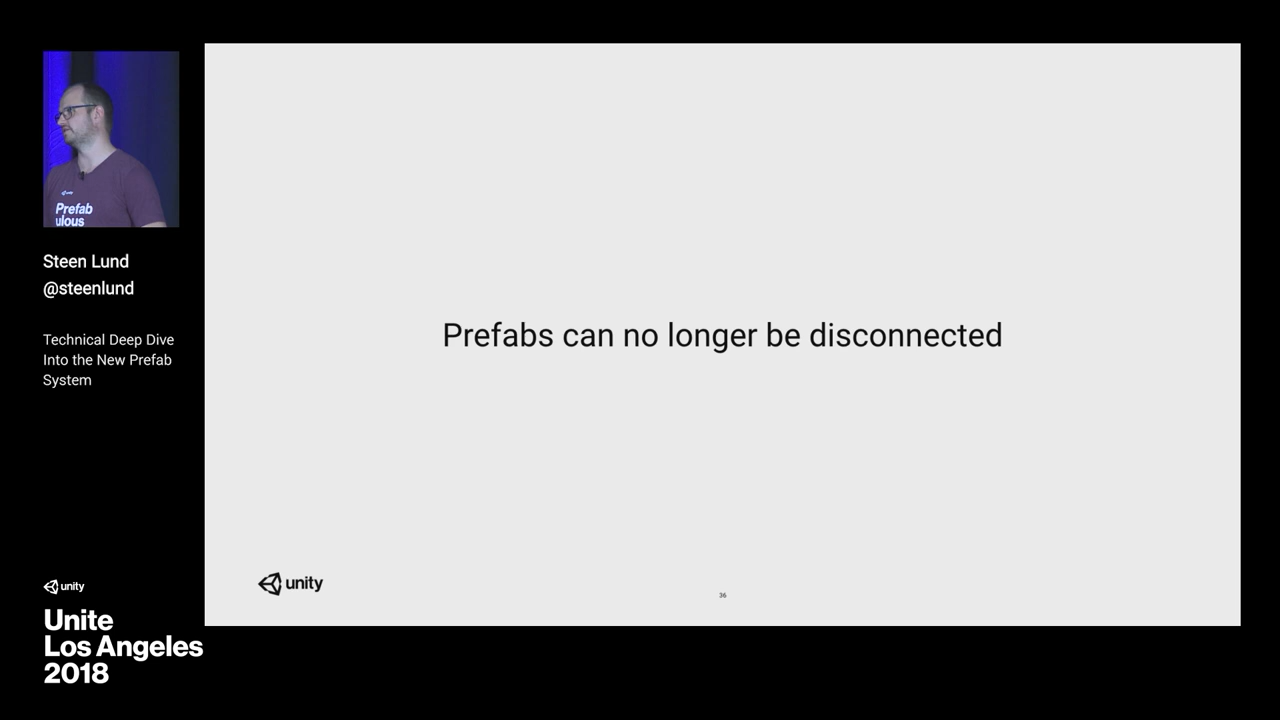 unity
Prefab
ulous
Steen Lund
@steenlund
Technical Deep Dive
Into the New Prefab
System
unity
Unite
Los Angeles
2018
Prefabs can no longer be disconnected
unity
36